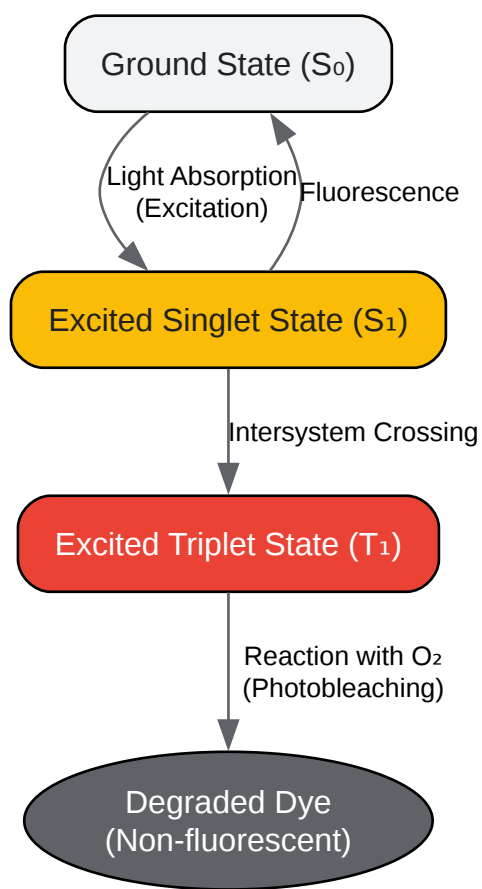 Ground State (S₀)
Light Absorption
(Excitation)
Fluorescence
Excited Singlet State (S₁)
Intersystem Crossing
Excited Triplet State (T₁)
Reaction with O₂
(Photobleaching)
Degraded Dye
(Non-fluorescent)